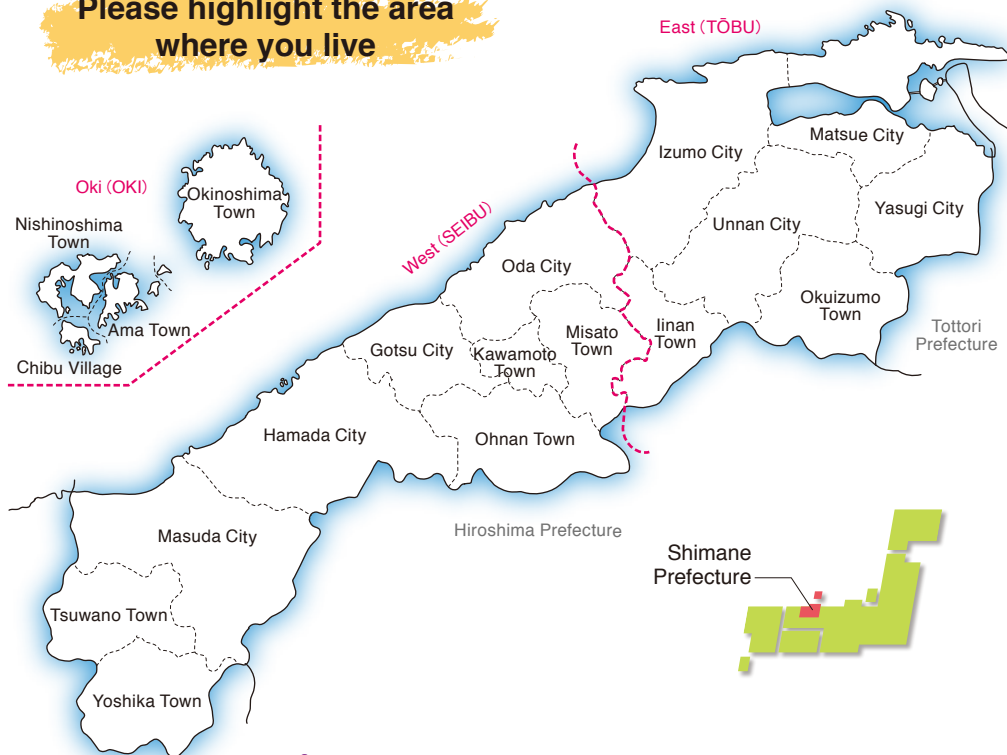 Please highlight the area
where you live
East (TŌBU)
Matsue City
Izumo City
Oki (OKI)
Okinoshima
Town
Yasugi City
Nishinoshima
Town
Unnan City
West (SEIBU)
Oda City
Okuizumo
Town
Ama Town
Misato
Town
Iinan
Town
Tottori
Prefecture
Chibu Village
Gotsu City
Kawamoto
Town
Hamada City
Ohnan Town
Hiroshima Prefecture
Masuda City
Shimane
Prefecture
Tsuwano Town
Yoshika Town